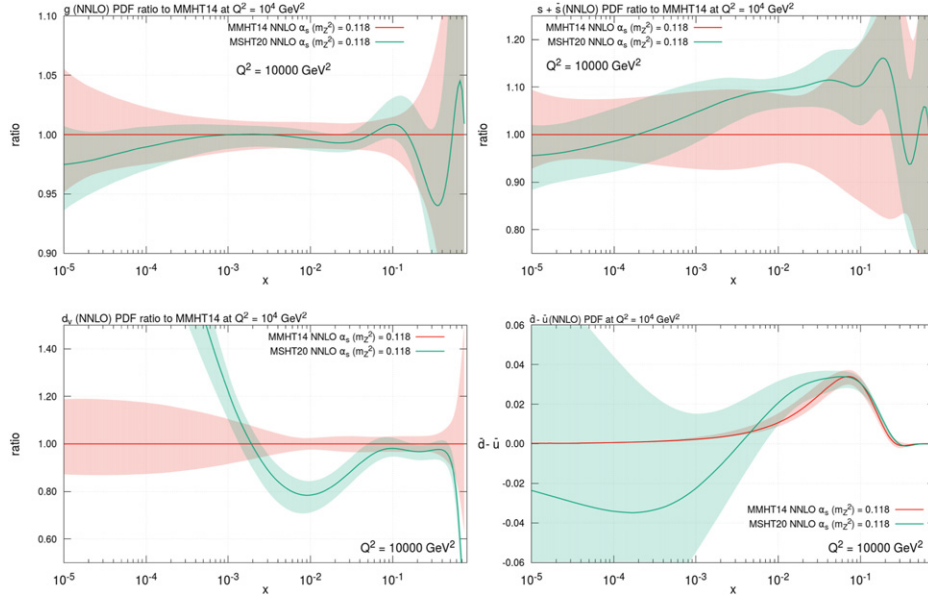 g (NNLO) PDF ratio to MMHT14 at Q² = 10⁴ GeV²
MMHT14 NNLO αₛ (m_Z²) = 0.118
MSHT20 NNLO αₛ (m_Z²) = 0.118
Q² = 10000 GeV²
1.10
1.05
1.00
0.95
0.90
ratio
10⁻⁵
10⁻⁴
10⁻³
10⁻²
10⁻¹
x
s + s̄ (NNLO) PDF ratio to MMHT14 at Q² = 10⁴ GeV²
MMHT14 NNLO αₛ (m_Z²) = 0.118
MSHT20 NNLO αₛ (m_Z²) = 0.118
Q² = 10000 GeV²
1.20
1.10
1.00
0.90
0.80
ratio
10⁻⁵
10⁻⁴
10⁻³
10⁻²
10⁻¹
x
dᵥ (NNLO) PDF ratio to MMHT14 at Q² = 10⁴ GeV²
MMHT14 NNLO αₛ (m_Z²) = 0.118
MSHT20 NNLO αₛ (m_Z²) = 0.118
1.40
1.20
1.00
0.80
0.60
ratio
Q² = 10000 GeV²
10⁻⁵
10⁻⁴
10⁻³
10⁻²
10⁻¹
x
d̄ - ū (NNLO) PDF at Q² = 10⁴ GeV²
0.06
0.04
0.02
0.00
-0.02
-0.04
-0.06
d̄ - ū
MMHT14 NNLO αₛ (m_Z²) = 0.118
MSHT20 NNLO αₛ (m_Z²) = 0.118
Q² = 10000 GeV²
10⁻⁵
10⁻⁴
10⁻³
10⁻²
10⁻¹
x